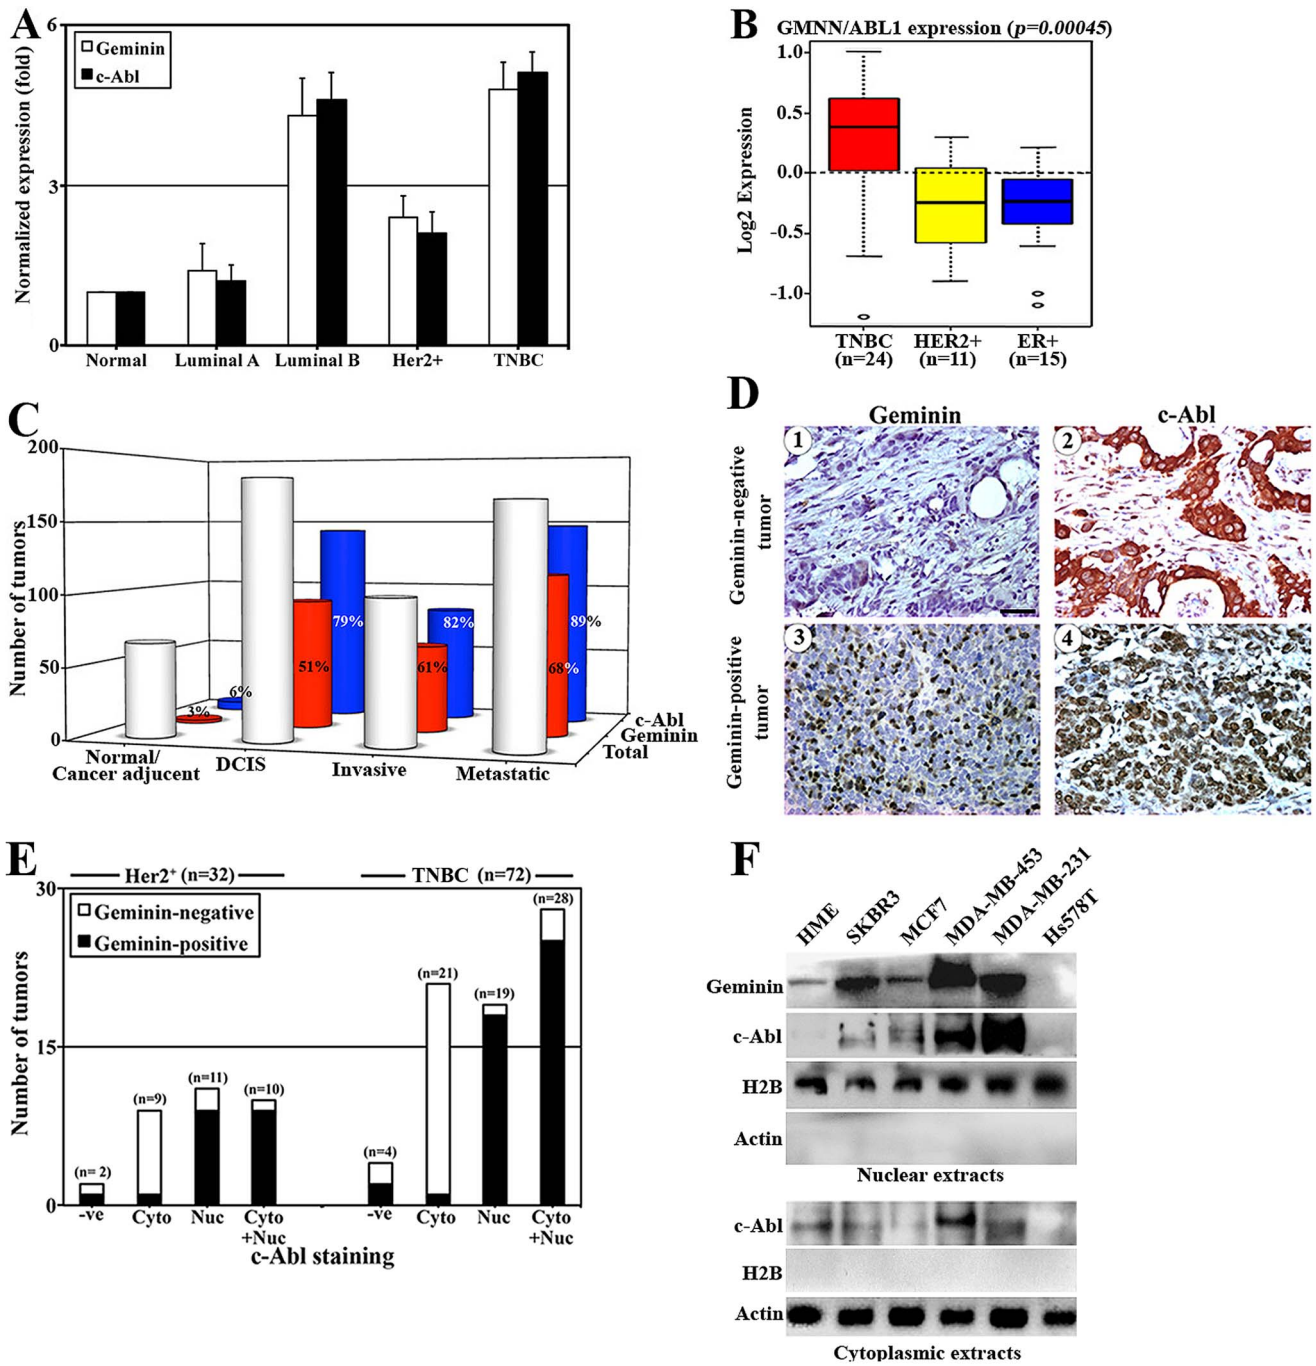 A
Normalized expression (fold)
6
3
0
Geminin
c-Abl
Normal
Luminal A
Luminal B
Her2+
TNBC
B
GMNN/ABL1 expression (p=0.00045)
Log2 Expression
1.0
0.5
0.0
-0.5
-1.0
TNBC
(n=24)
HER2+
(n=11)
ER+
(n=15)
C
Number of tumors
200
150
100
50
0
3%
6%
51%
79%
61%
82%
68%
89%
Normal/
Cancer adjucent
DCIS
Invasive
Metastatic
c-Abl
Geminin
Total
D
Geminin
c-Abl
Geminin-negative
tumor
Geminin-positive
tumor
1
2
3
4
E
Her2⁺ (n=32)
TNBC (n=72)
Number of tumors
30
15
0
Geminin-negative
Geminin-positive
(n= 2)
(n=9)
(n=11)
(n=10)
(n=4)
(n=21)
(n=19)
(n=28)
-ve
Cyto
Nuc
Cyto
+Nuc
-ve
Cyto
Nuc
Cyto
+Nuc
c-Abl staining
F
HME
SKBR3
MCF7
MDA-MB-453
MDA-MB-231
Hs578T
Geminin
c-Abl
H2B
Actin
Nuclear extracts
c-Abl
H2B
Actin
Cytoplasmic extracts